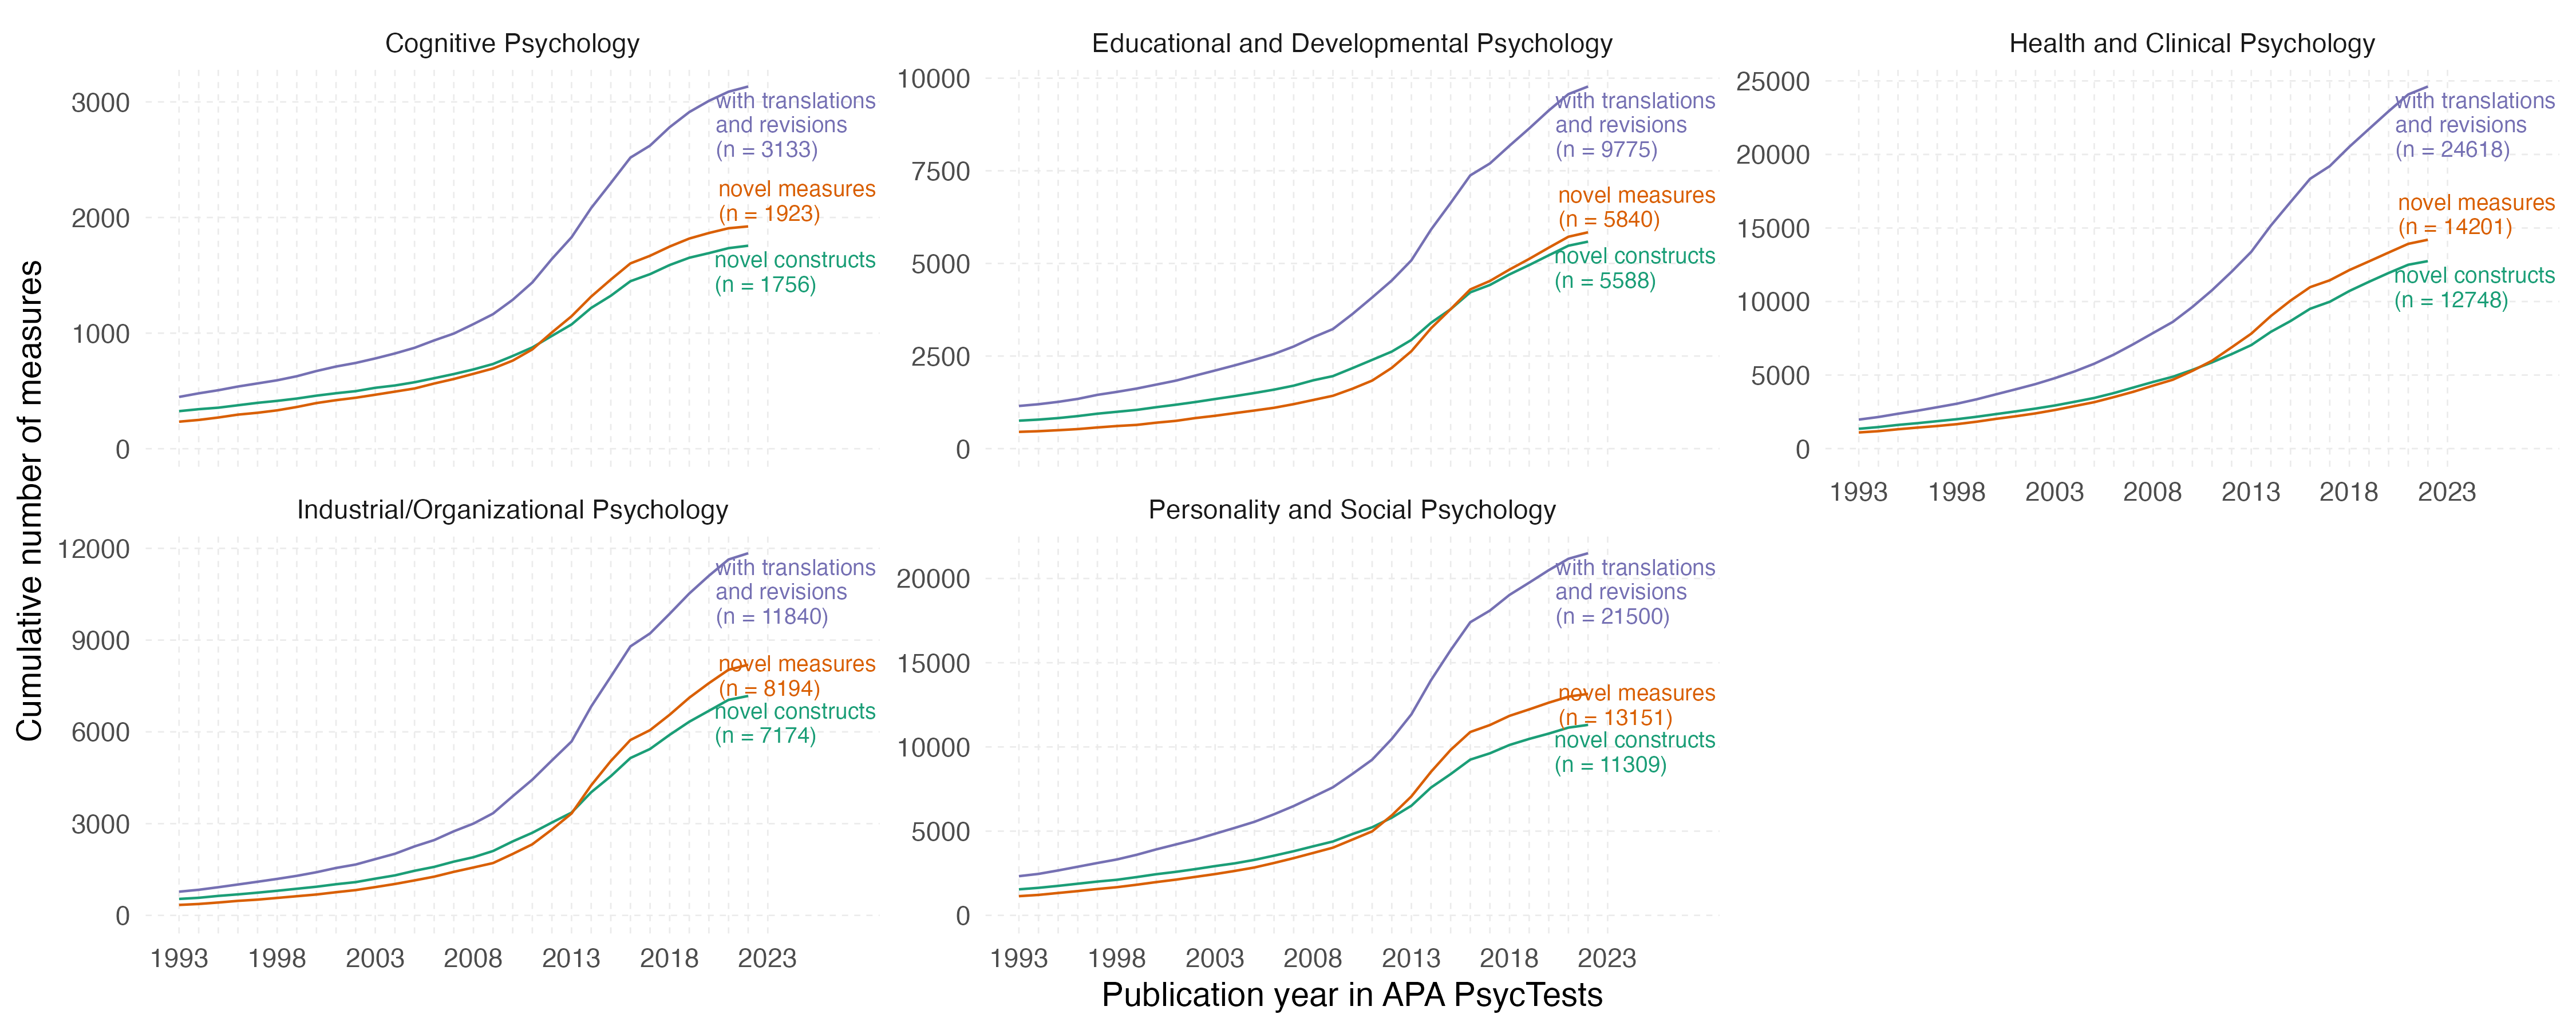 Cognitive Psychology
3000
2000
1000
0
with translations
and revisions
(n = 3133)
novel measures
(n = 1923)
novel constructs
(n = 1756)
Educational and Developmental Psychology
10000
7500
5000
2500
0
with translations
and revisions
(n = 9775)
novel measures
(n = 5840)
novel constructs
(n = 5588)
Health and Clinical Psychology
25000
20000
15000
10000
5000
0
with translations
and revisions
(n = 24618)
novel measures
(n = 14201)
novel constructs
(n = 12748)
1993 1998 2003 2008 2013 2018 2023
Cumulative number of measures
Industrial/Organizational Psychology
12000
9000
6000
3000
0
with translations
and revisions
(n = 11840)
novel measures
(n = 8194)
novel constructs
(n = 7174)
1993 1998 2003 2008 2013 2018 2023
Personality and Social Psychology
20000
15000
10000
5000
0
with translations
and revisions
(n = 21500)
novel measures
(n = 13151)
novel constructs
(n = 11309)
1993 1998 2003 2008 2013 2018 2023
Publication year in APA PsycTests